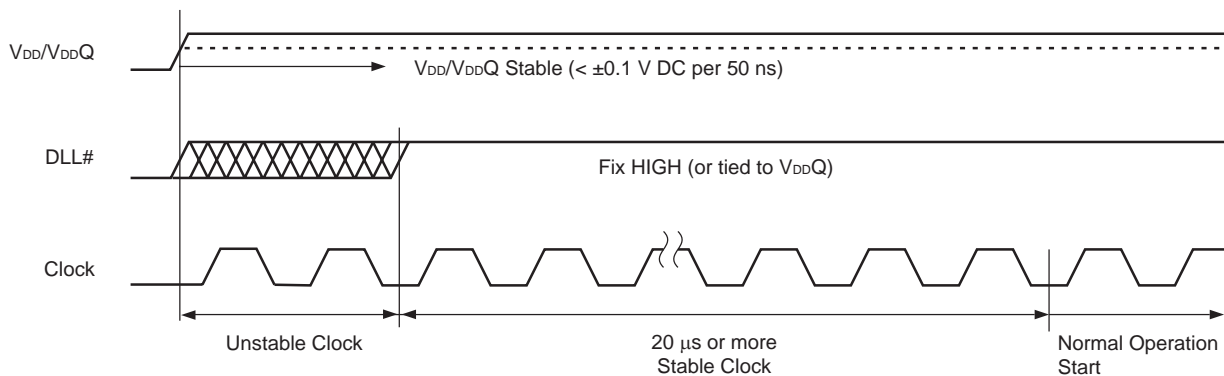 VDD/VDDQ
VDD/VDDQ Stable (< ±0.1 V DC per 50 ns)
DLL#
Fix HIGH (or tied to VDDQ)
Clock
Unstable Clock
20 µs or more
Stable Clock
Normal Operation
Start